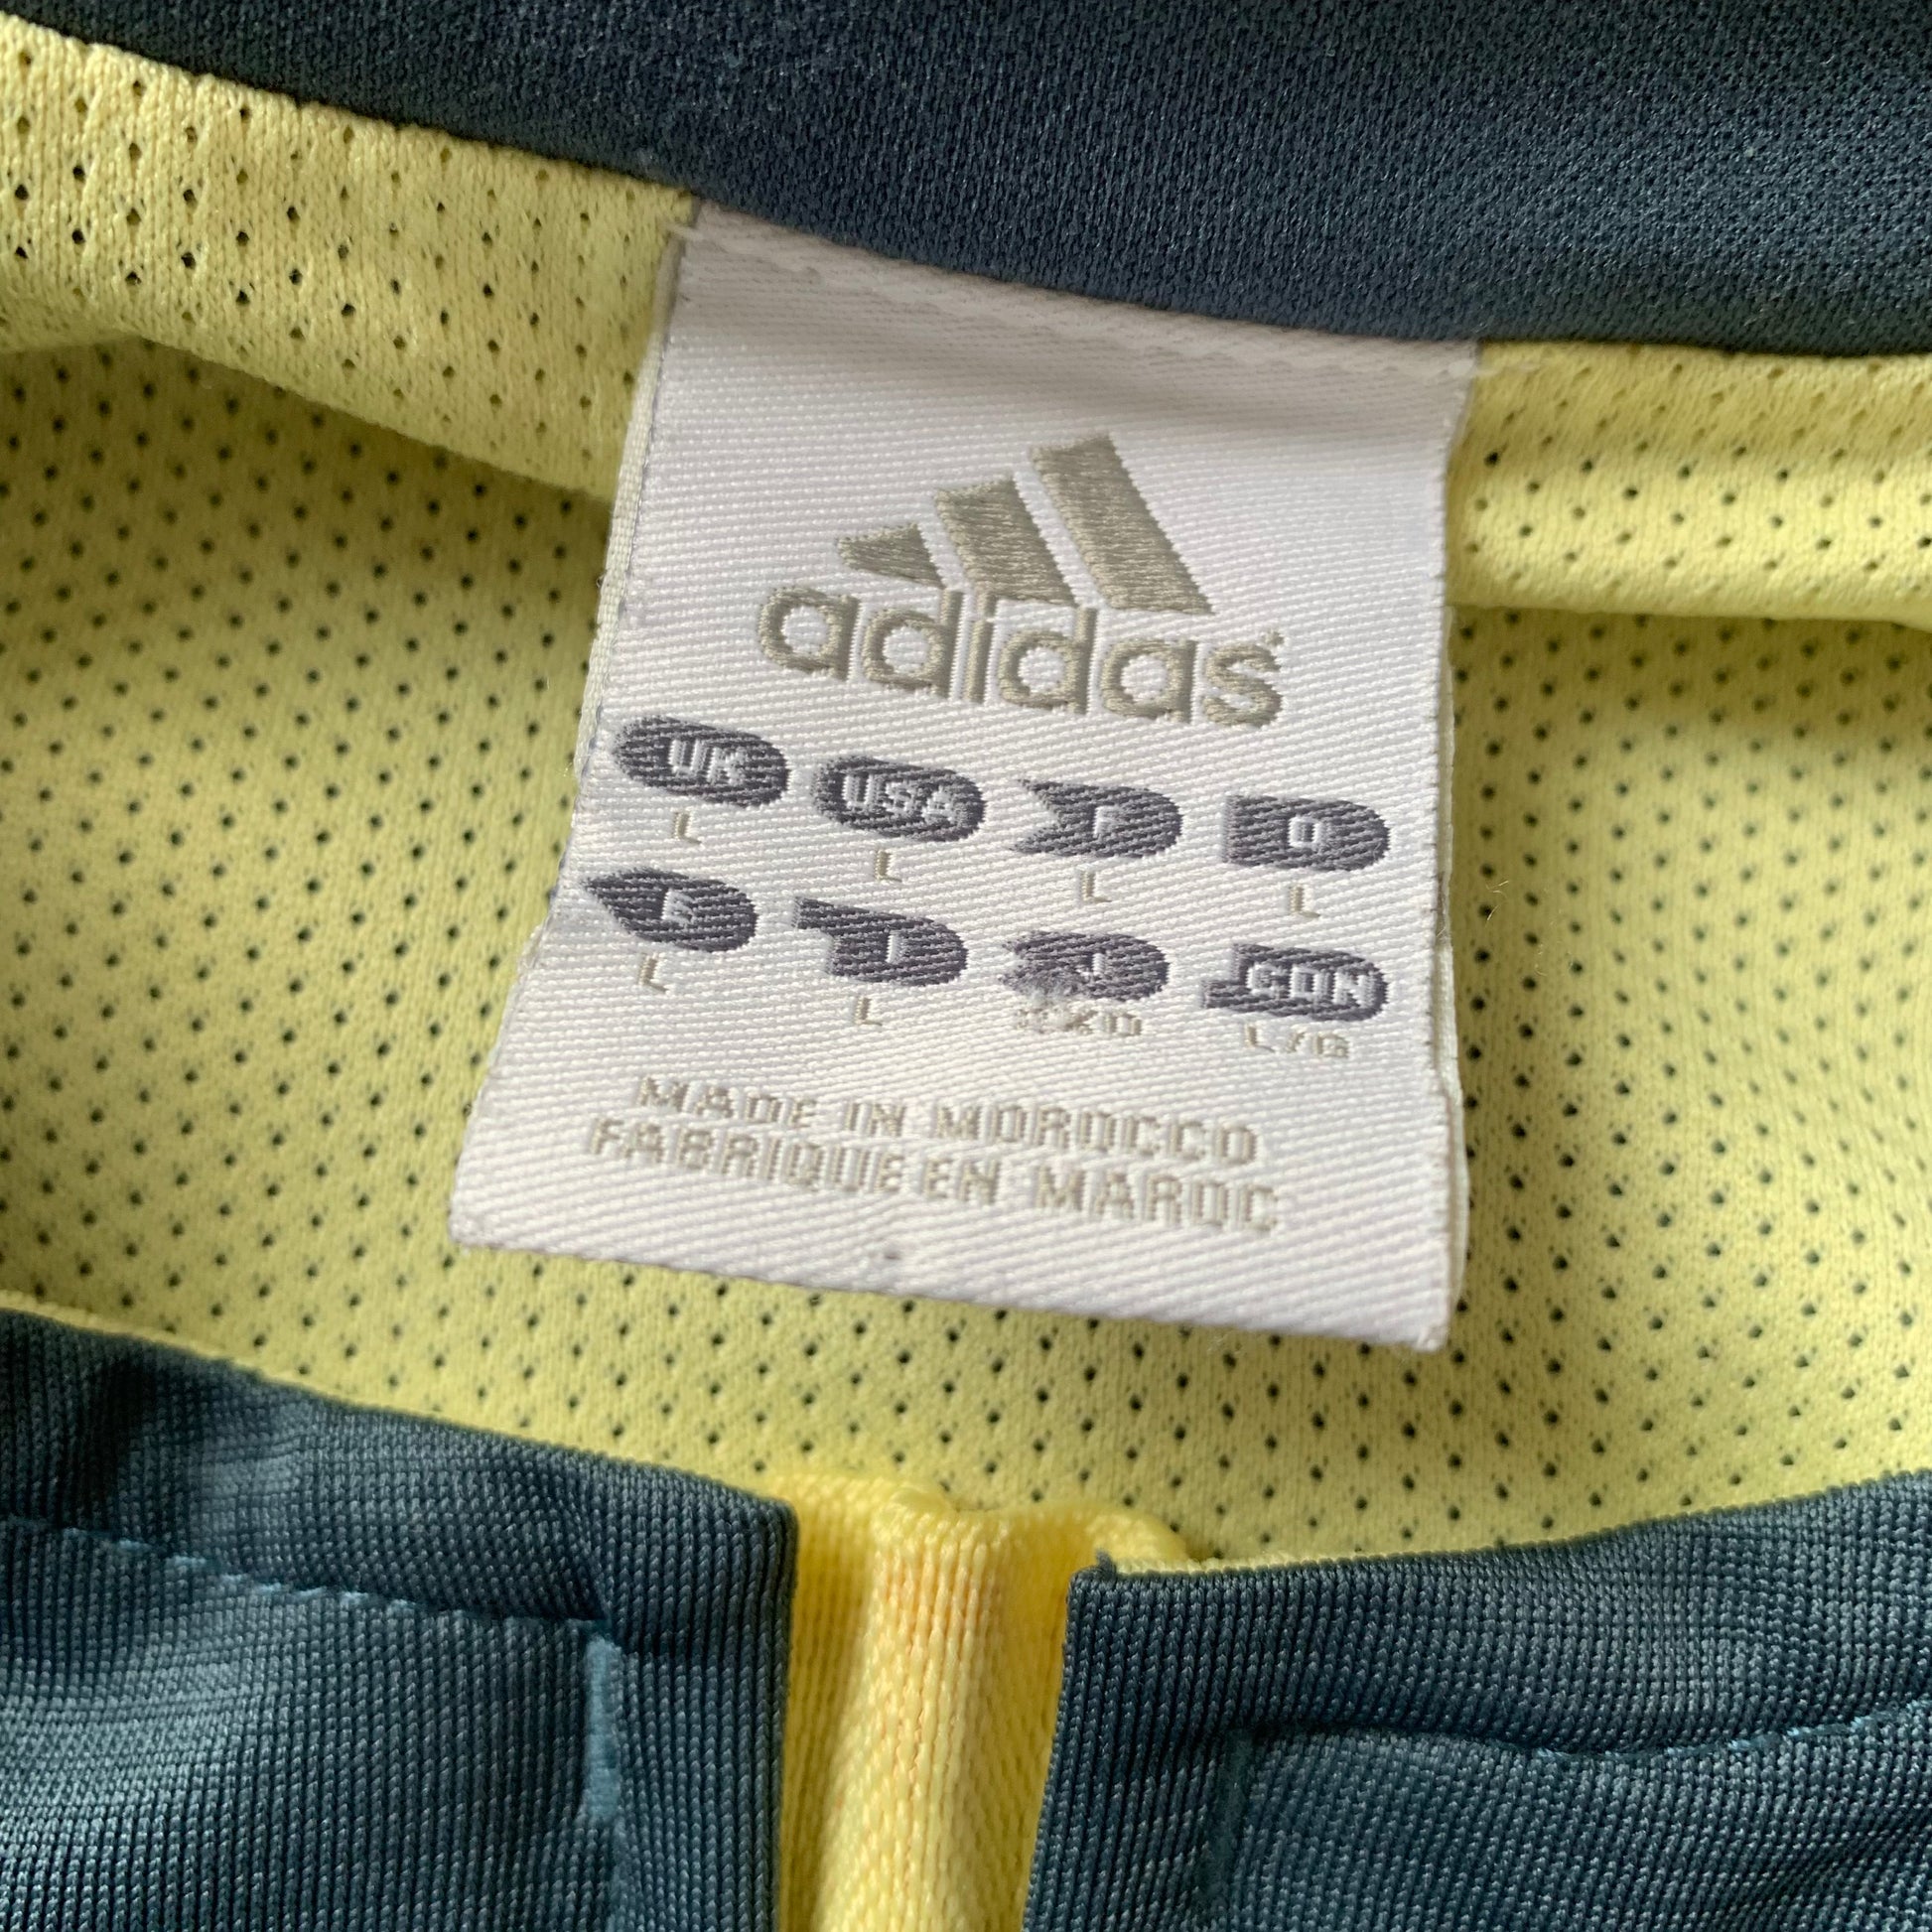 adidas
UK USA F D
L L L L
E I J CDN
L L L/G
MADE IN MOROCCO
FABRIQUE EN MAROC